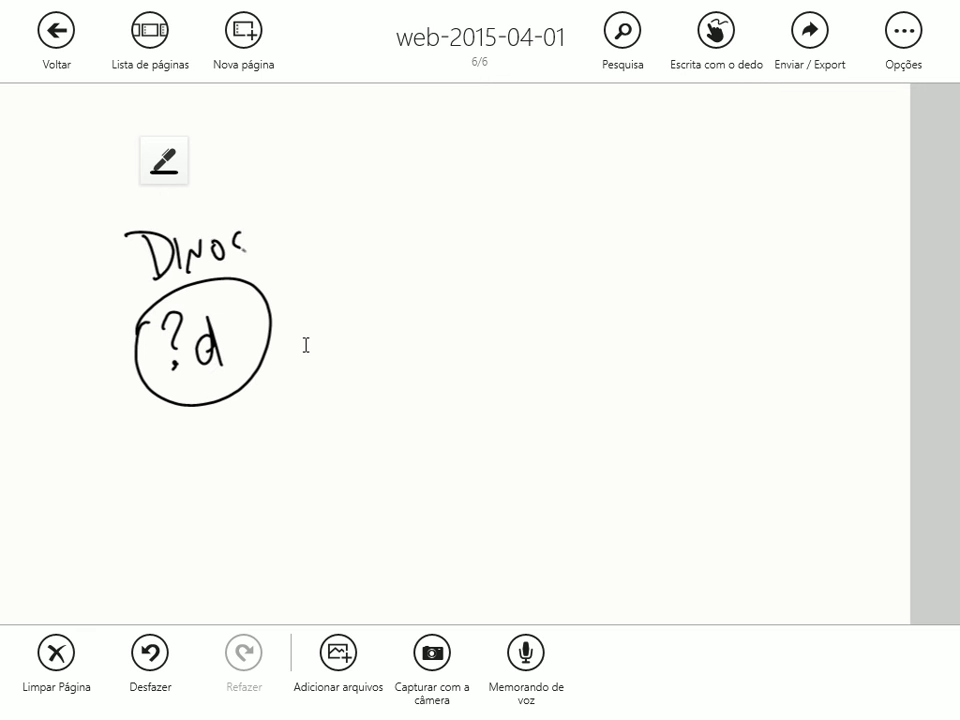 web-2015-04-01
6/6
Voltar
Lista de páginas
Nova página
Pesquisa
Escrita com o dedo
Enviar / Export
Opções
DINOC
?d
Limpar Página
Desfazer
Refazer
Adicionar arquivos
Capturar com a
câmera
Memorando de
voz